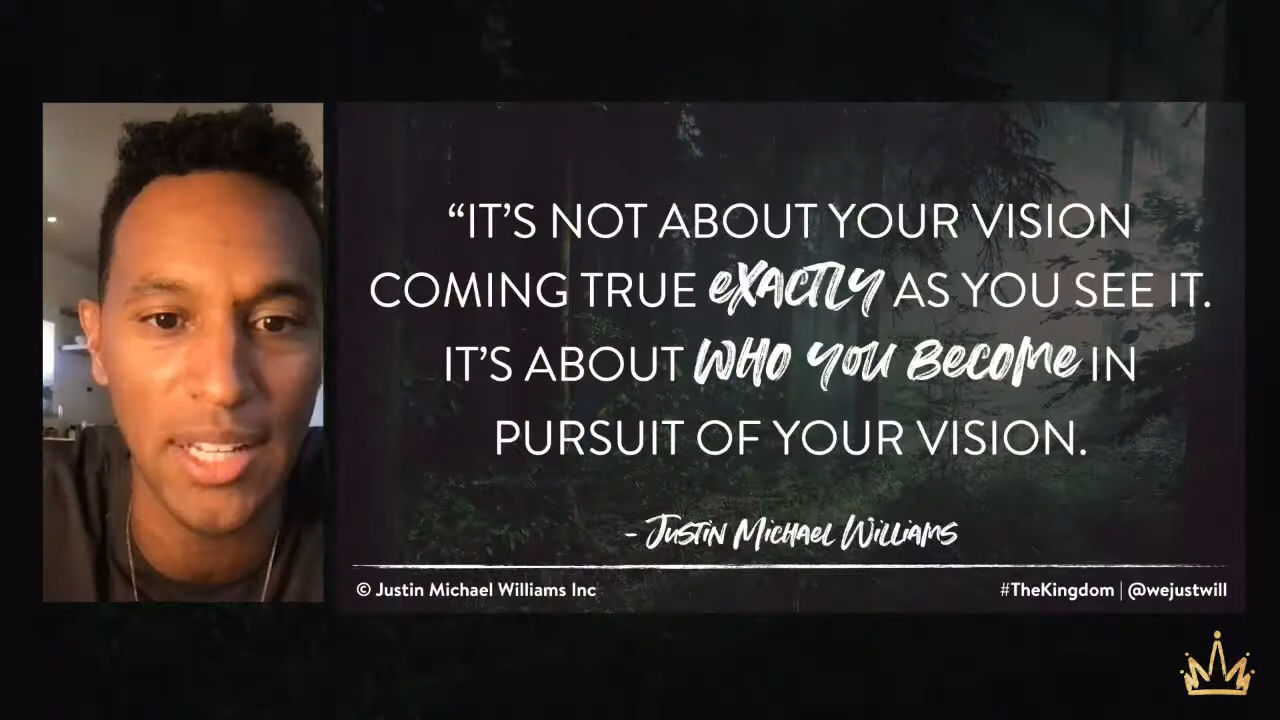 “IT’S NOT ABOUT YOUR VISION
COMING TRUE eXACTLY AS YOU SEE IT.
IT’S ABOUT WHO YOU BECOME IN
PURSUIT OF YOUR VISION.
- JUSTIN MICHAEL WILLIAMS
© Justin Michael Williams Inc
#TheKingdom | @wejustwill